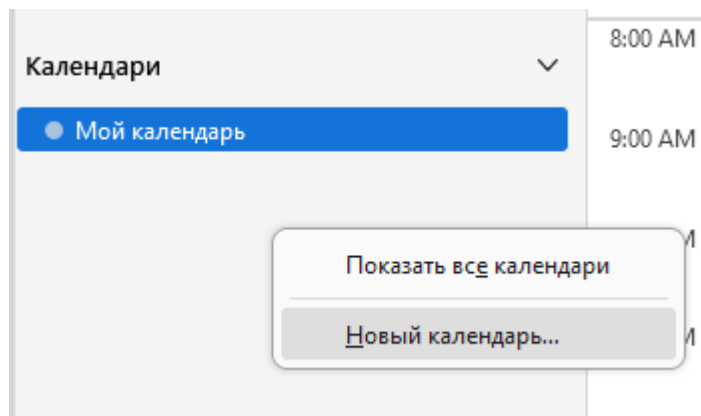 8:00 AM
Календари
Мой календарь
9:00 AM
M
Показать все календари
Новый календарь...
M